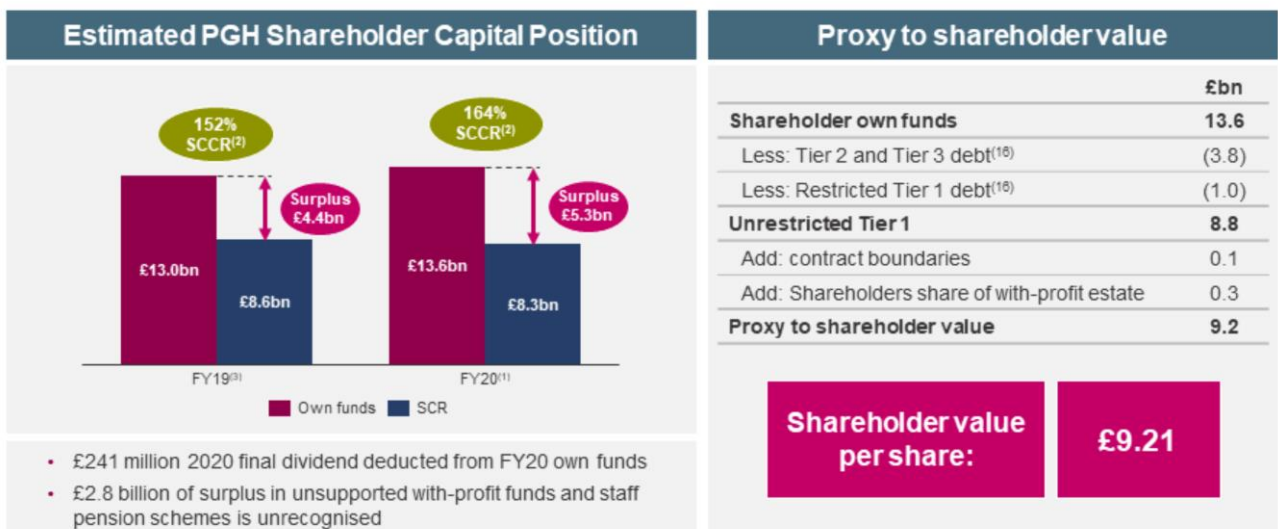 Estimated PGH Shareholder Capital Position
152%
SCCR(2)
164%
SCCR(2)
Surplus
£4.4bn
Surplus
£5.3bn
£13.0bn
£8.6bn
£13.6bn
£8.3bn
FY19(3)
FY20(1)
Own funds
SCR
• £241 million 2020 final dividend deducted from FY20 own funds
• £2.8 billion of surplus in unsupported with-profit funds and staff
pension schemes is unrecognised
Proxy to shareholder value
£bn
Shareholder own funds 13.6
Less: Tier 2 and Tier 3 debt(16) (3.8)
Less: Restricted Tier 1 debt(16) (1.0)
Unrestricted Tier 1 8.8
Add: contract boundaries 0.1
Add: Shareholders share of with-profit estate 0.3
Proxy to shareholder value 9.2
Shareholder value
per share:
£9.21